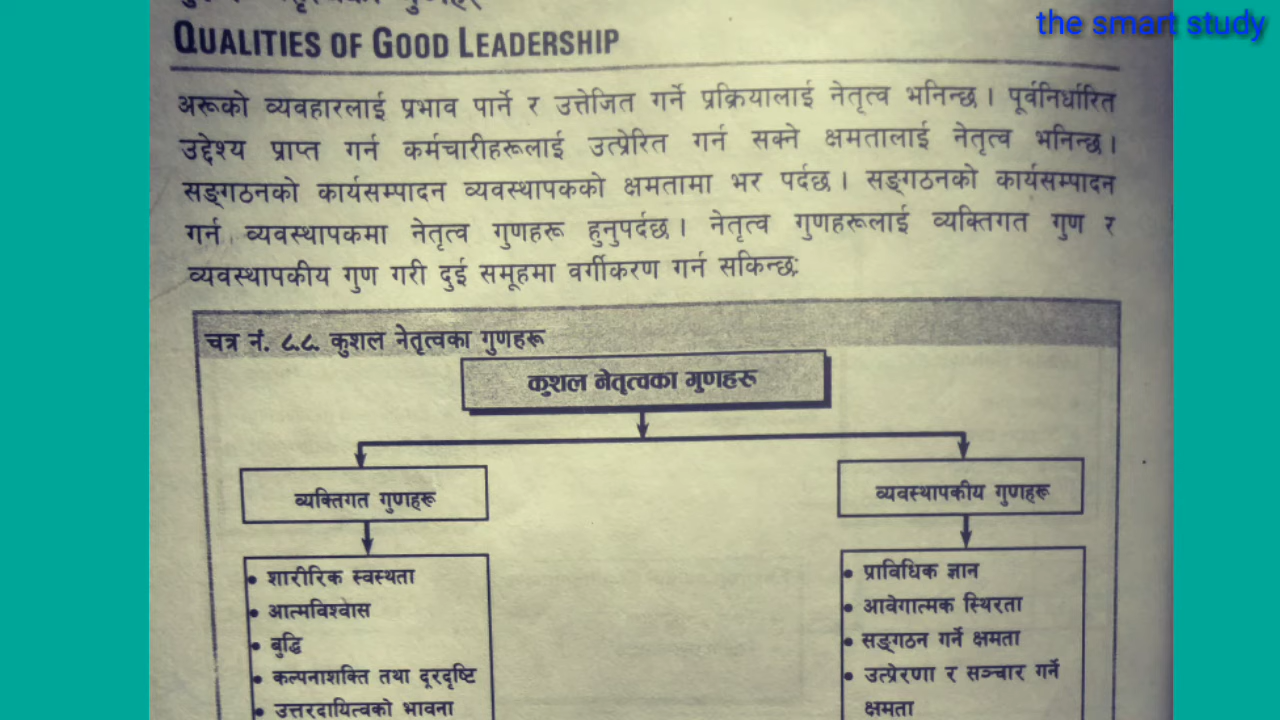 the smart study
QUALITIES OF GOOD LEADERSHIP
अरूको व्यवहारलाई प्रभाव पार्ने र उत्तेजित गर्ने प्रक्रियालाई नेतृत्व भनिन्छ । पूर्वनिर्धारित
उद्देश्य प्राप्त गर्न कर्मचारीहरूलाई उत्प्रेरित गर्न सक्ने क्षमतालाई नेतृत्व भनिन्छ ।
सङ्गठनको कार्यसम्पादन व्यवस्थापकको क्षमतामा भर पर्दछ । सङ्गठनको कार्यसम्पादन
गर्न व्यवस्थापकमा नेतृत्व गुणहरू हुनुपर्दछ । नेतृत्व गुणहरूलाई व्यक्तिगत गुण र
व्यवस्थापकीय गुण गरी दुई समूहमा वर्गीकरण गर्न सकिन्छः
चत्र नं. ८.८. कुशल नेतृत्वका गुणहरू
कुशल नेतृत्वका गुणहरू
व्यक्तिगत गुणहरू
• शारीरिक स्वस्थता
• आत्मविश्वास
• बुद्धि
• कल्पनाशक्ति तथा दूरदृष्टि
• उत्तरदायित्वको भावना
व्यवस्थापकीय गुणहरू
• प्राविधिक ज्ञान
• आवेगात्मक स्थिरता
• सङ्गठन गर्ने क्षमता
• उत्प्रेरणा र सञ्चार गर्ने
क्षमता